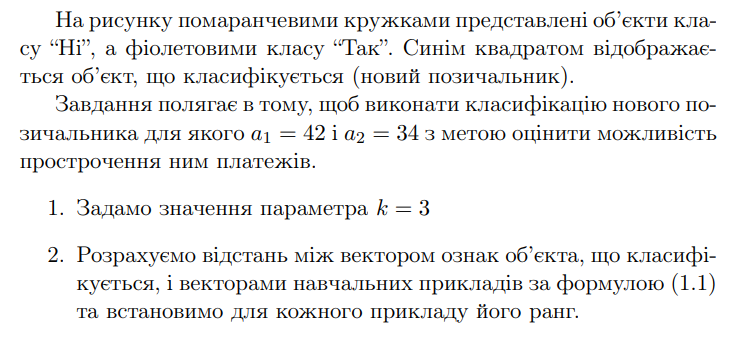 На рисунку помаранчевими кружками представлені об’єкти кла-
су “Ні”, а фіолетовими класу “Так”. Синім квадратом відображає-
ться об’єкт, що класифікується (новий позичальник).
Завдання полягає в тому, щоб виконати класифікацію нового по-
зичальника для якого a₁ = 42 і a₂ = 34 з метою оцінити можливість
прострочення ним платежів.
1. Задамо значення параметра k = 3
2. Розрахуємо відстань між вектором ознак об’єкта, що класифі-
кується, і векторами навчальних прикладів за формулою (1.1)
та встановимо для кожного прикладу його ранг.